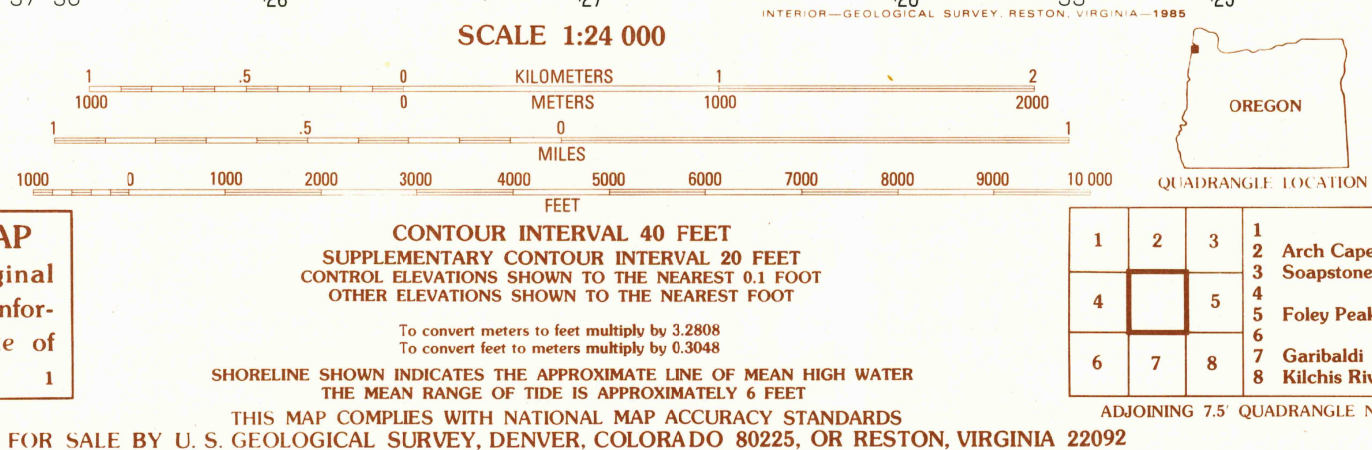 INTERIOR—GEOLOGICAL SURVEY, RESTON, VIRGINIA—1985
SCALE 1:24 000
1 .5 0 KILOMETERS 1 2
1000 0 METERS 1000 2000
1 .5 0 1
MILES
1000 0 1000 2000 3000 4000 5000 6000 7000 8000 9000 10 000
FEET
CONTOUR INTERVAL 40 FEET
SUPPLEMENTARY CONTOUR INTERVAL 20 FEET
CONTROL ELEVATIONS SHOWN TO THE NEAREST 0.1 FOOT
OTHER ELEVATIONS SHOWN TO THE NEAREST FOOT
To convert meters to feet multiply by 3.2808
To convert feet to meters multiply by 0.3048
SHORELINE SHOWN INDICATES THE APPROXIMATE LINE OF MEAN HIGH WATER
THE MEAN RANGE OF TIDE IS APPROXIMATELY 6 FEET
THIS MAP COMPLIES WITH NATIONAL MAP ACCURACY STANDARDS
FOR SALE BY U. S. GEOLOGICAL SURVEY, DENVER, COLORADO 80225, OR RESTON, VIRGINIA 22092
AP
ginal
nfor-
e of
1
OREGON
QUADRANGLE LOCATION
1 2 3
4 5
6 7 8
1
2 Arch Cape
3 Soapstone
4
5 Foley Peak
6
7 Garibaldi
8 Kilchis Riv
ADJOINING 7.5' QUADRANGLE N